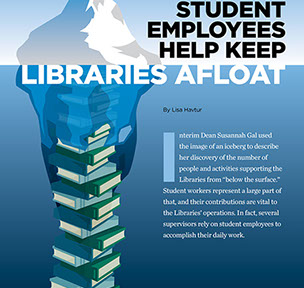 STUDENT
EMPLOYEES
HELP KEEP
LIBRARIES AFLOAT
By Lisa Havtur
Interim Dean Susannah Gal used
the image of an iceberg to describe
her discovery of the number of
people and activities supporting the
Libraries from “below the surface.”
Student workers represent a large part of
that, and their contributions are vital to
the Libraries’ operations. In fact, several
supervisors rely on student employees to
accomplish their daily work.